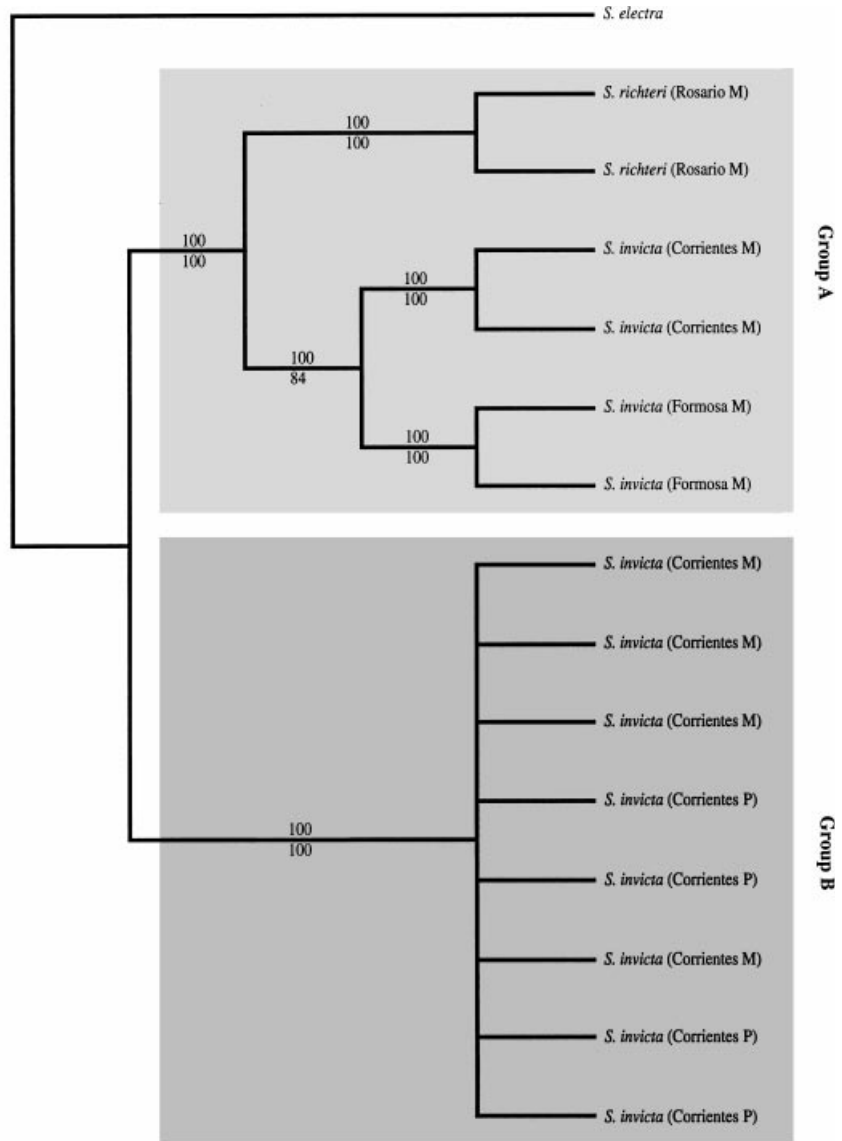 S. electra
S. richteri (Rosario M)
100
100
S. richteri (Rosario M)
100
100
S. invicta (Corrientes M)
100
100
S. invicta (Corrientes M)
100
84
S. invicta (Formosa M)
100
100
S. invicta (Formosa M)
Group A
S. invicta (Corrientes M)
S. invicta (Corrientes M)
S. invicta (Corrientes M)
S. invicta (Corrientes P)
100
100
S. invicta (Corrientes P)
S. invicta (Corrientes M)
S. invicta (Corrientes P)
S. invicta (Corrientes P)
Group B